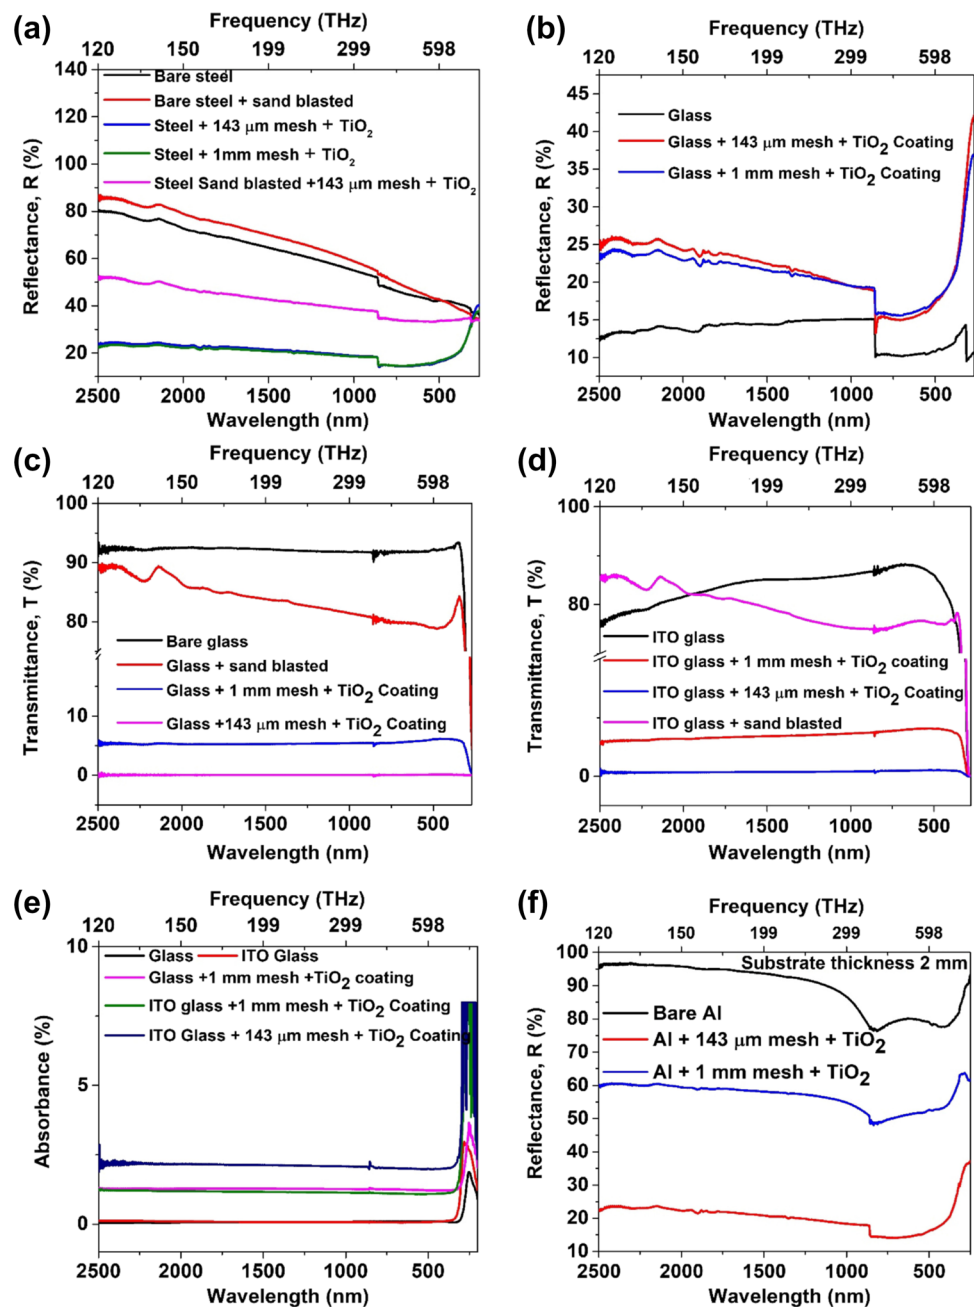 (a)
Frequency (THz)
120 150 199 299 399 598
140
120
100
80
60
40
20
Reflectance, R (%)
Bare steel
Bare steel + sand blasted
Steel + 143 μm mesh + TiO2
Steel + 1mm mesh + TiO2
Steel Sand blasted +143 μm mesh + TiO2
2500 2000 1500 1000 500
Wavelength (nm)
(b)
Frequency (THz)
120 150 199 299 399 598
45
40
35
30
25
20
15
10
Reflectance, R (%)
Glass
Glass + 143 μm mesh + TiO2 Coating
Glass + 1 mm mesh + TiO2 Coating
2500 2000 1500 1000 500
Wavelength (nm)
(c)
Frequency (THz)
120 150 199 299 399 598
100
90
80
5
0
Transmittance, T (%)
Bare glass
Glass + sand blasted
Glass + 1 mm mesh + TiO2 Coating
Glass +143 μm mesh + TiO2 Coating
2500 2000 1500 1000 500
Wavelength (nm)
(d)
Frequency (THz)
120 150 199 299 399 598
100
80
0
Transmittance, T (%)
ITO glass
ITO glass + 1 mm mesh + TiO2 coating
ITO glass + 143 μm mesh + TiO2 Coating
ITO glass + sand blasted
2500 2000 1500 1000 500
Wavelength (nm)
(e)
Frequency (THz)
120 150 199 299 399 598
10
5
0
Absorbance (%)
Glass ITO Glass
Glass +1 mm mesh +TiO2 coating
ITO glass +1 mm mesh + TiO2 Coating
ITO Glass + 143 μm mesh + TiO2 Coating
2500 2000 1500 1000 500
Wavelength (nm)
(f)
Frequency (THz)
120 150 199 299 399 598
100
90
80
70
60
50
40
30
20
10
Reflectance, R (%)
Substrate thickness 2 mm
Bare Al
Al + 143 μm mesh + TiO2
Al + 1 mm mesh + TiO2
2500 2000 1500 1000 500
Wavelength (nm)